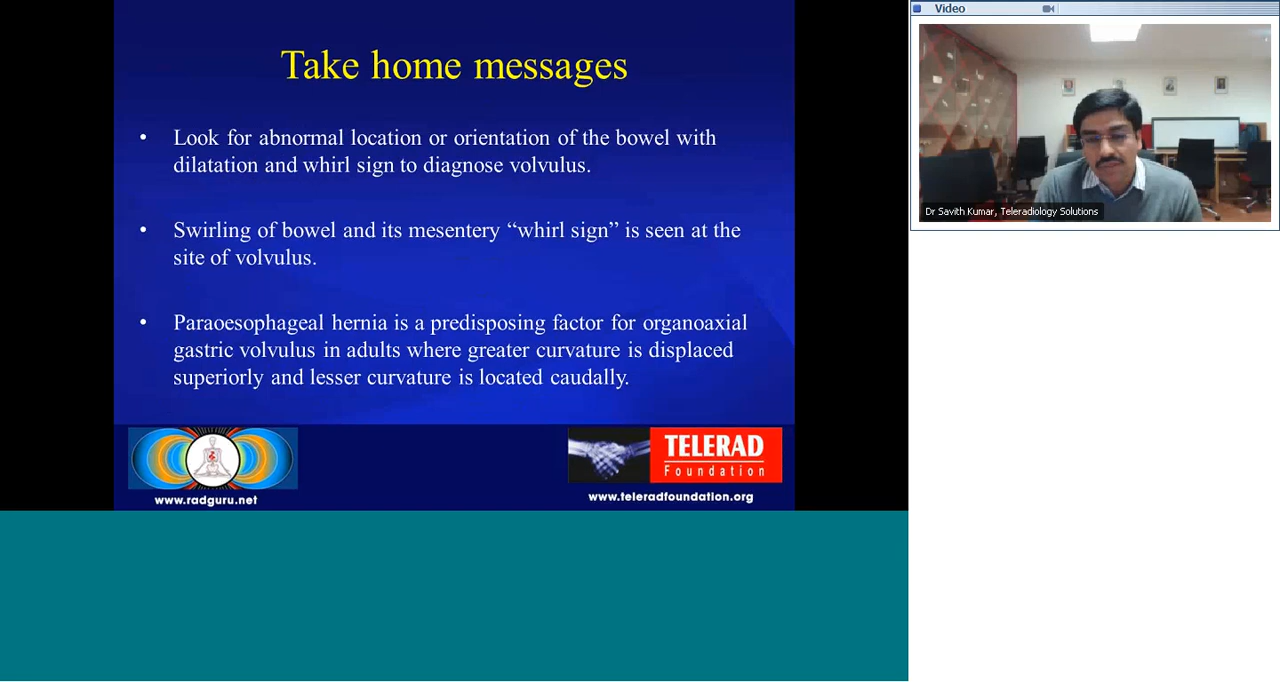 Take home messages
• Look for abnormal location or orientation of the bowel with
dilatation and whirl sign to diagnose volvulus.
• Swirling of bowel and its mesentery “whirl sign” is seen at the
site of volvulus.
• Paraoesophageal hernia is a predisposing factor for organoaxial
gastric volvulus in adults where greater curvature is displaced
superiorly and lesser curvature is located caudally.
www.radguru.net
TELERAD
Foundation
www.teleradfoundation.org
Video
Dr Savith Kumar, Teleradiology Solutions